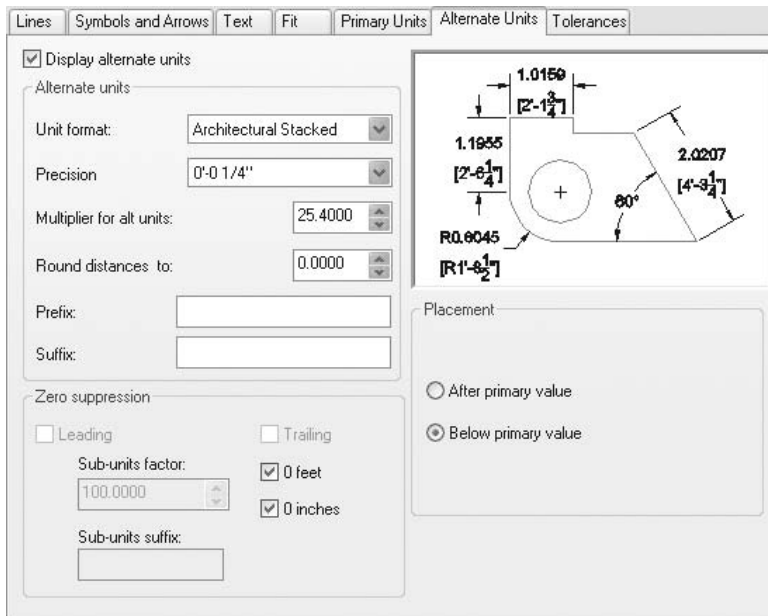 Lines
Symbols and Arrows
Text
Fit
Primary Units
Alternate Units
Tolerances
Display alternate units
Alternate units
Unit format:
Architectural Stacked
Precision
0'-0 1/4"
Multiplier for alt units:
25.4000
Round distances to:
0.0000
Prefix:
Suffix:
Zero suppression
Leading
Trailing
Sub-units factor:
100.0000
0 feet
0 inches
Sub-units suffix:
1.0159
[2'-1 3/4"]
1.1955
[2'-6 1/4"]
2.0207
[4'-3 1/4"]
60°
R0.8045
[R1'-8 1/2"]
Placement
After primary value
Below primary value